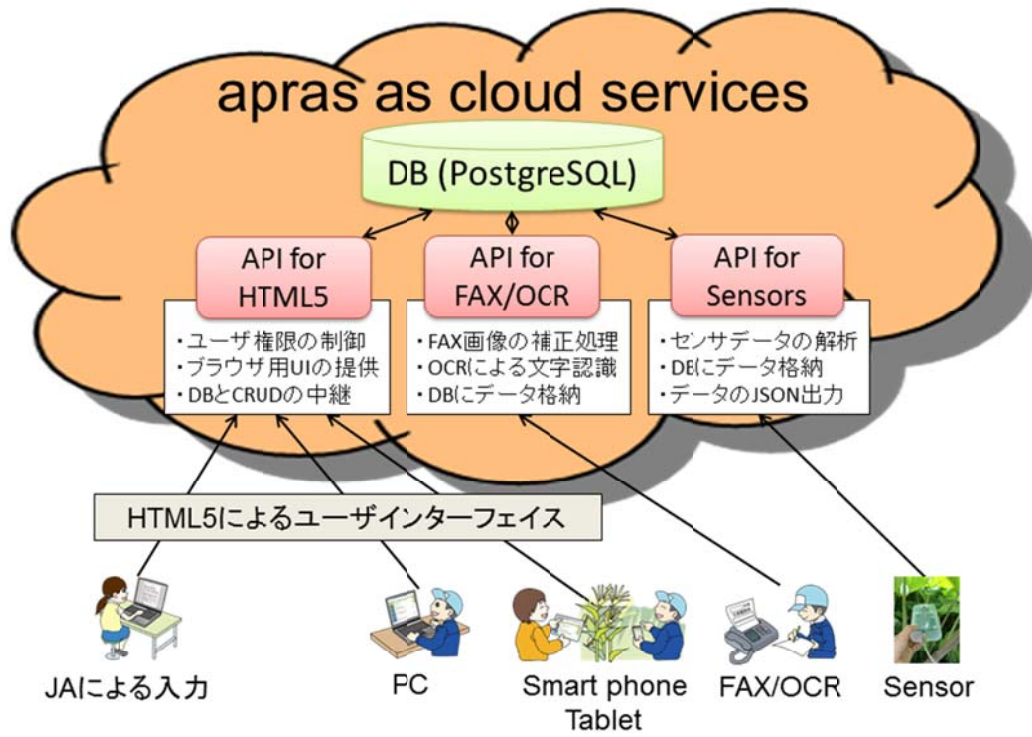 apras as cloud services
DB (PostgreSQL)
API for
HTML5
・ユーザ権限の制御
・ブラウザ用UIの提供
・DBとCRUDの中継
API for
FAX/OCR
・FAX画像の補正処理
・OCRによる文字認識
・DBにデータ格納
API for
Sensors
・センサデータの解析
・DBにデータ格納
・データのJSON出力
HTML5によるユーザインターフェイス
JAによる入力
PC
Smart phone
Tablet
FAX/OCR
Sensor